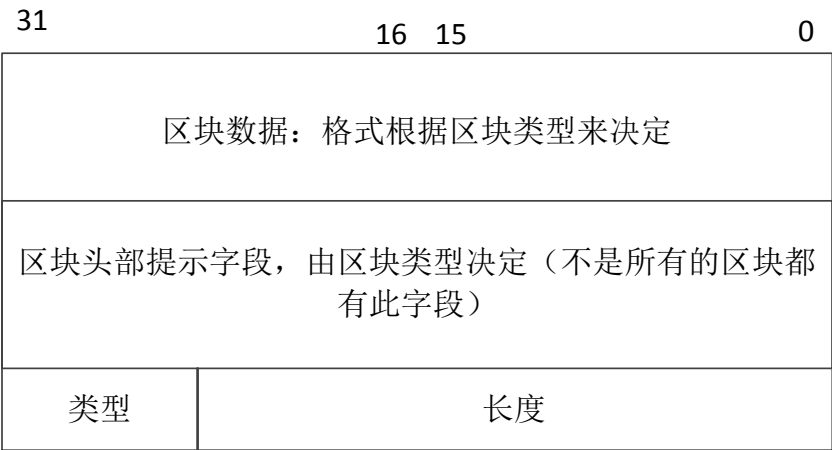 31 16 15 0
区块数据：格式根据区块类型来决定
区块头部提示字段，由区块类型决定（不是所有的区块都
有此字段）
类型 长度